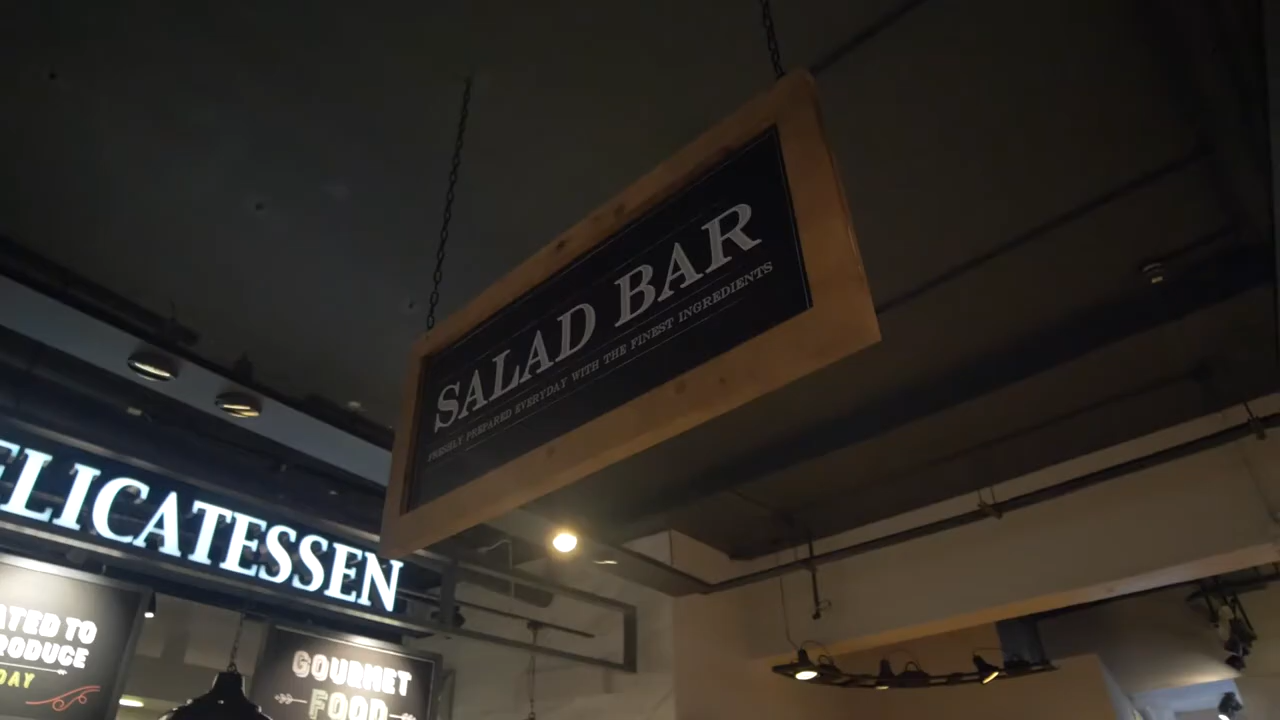 SALAD BAR
FRESHLY PREPARED EVERYDAY WITH THE FINEST INGREDIENTS
ELICATESSEN
ATED TO
RODUCE
DAY
GOURMET
FOOD